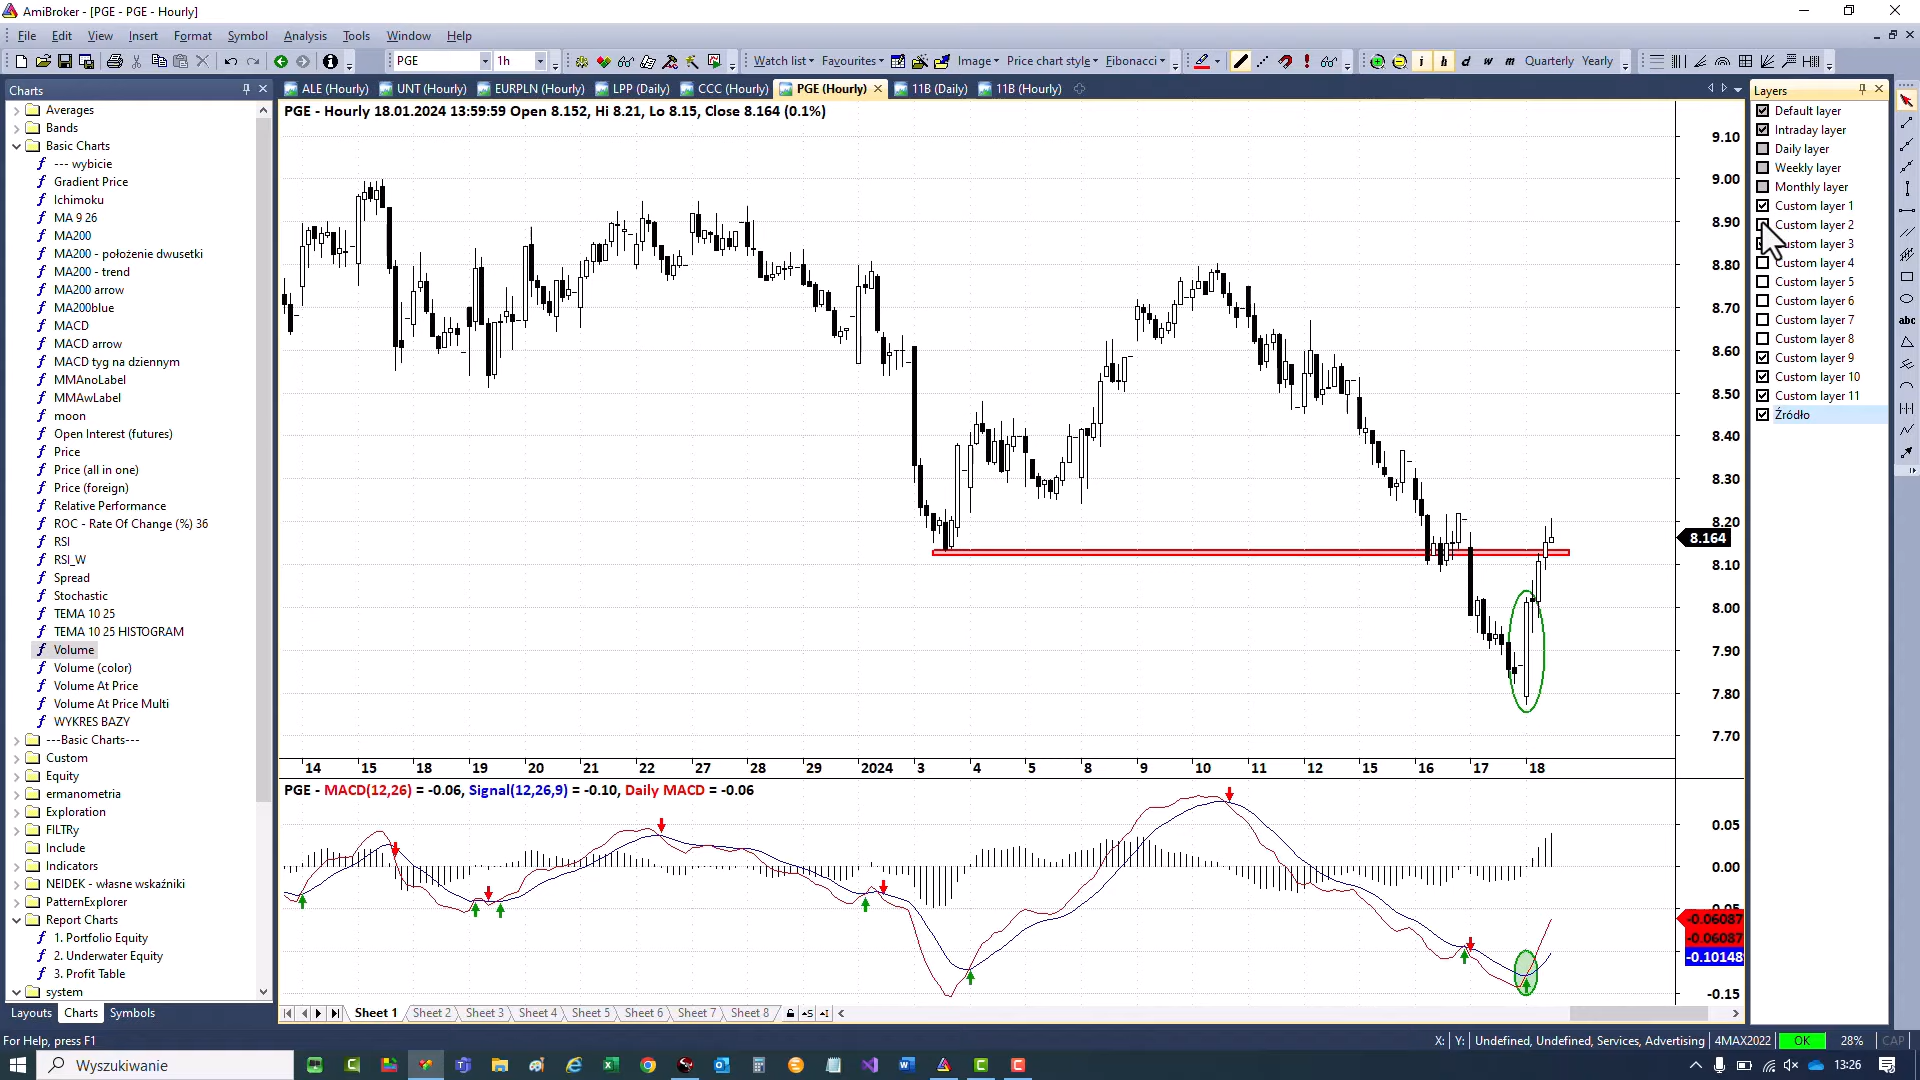 AmiBroker - [PGE - PGE - Hourly]
File Edit View Insert Format Symbol Analysis Tools Window Help
PGE 1h Watch list Favourites Image Price chart style Fibonacci i h d w m Quarterly Yearly
Charts
ALE (Hourly) UNT (Hourly) EURPLN (Hourly) LPP (Daily) CCC (Hourly) PGE (Hourly) 11B (Daily) 11B (Hourly)
Averages
Bands
Basic Charts
--- wybicie
Gradient Price
Ichimoku
MA 9 26
MA200
MA200 - położenie dwusetki
MA200 - trend
MA200 arrow
MA200blue
MACD
MACD arrow
MACD tyg na dziennym
MMAnoLabel
MMAwLabel
moon
Open Interest (futures)
Price
Price (all in one)
Price (foreign)
Relative Performance
ROC - Rate Of Change (%) 36
RSI
RSI_W
Spread
Stochastic
TEMA 10 25
TEMA 10 25 HISTOGRAM
Volume
Volume (color)
Volume At Price
Volume At Price Multi
WYKRES BAZY
---Basic Charts---
Custom
Equity
ermanometria
Exploration
FILTRy
Include
Indicators
NEIDEK - własne wskaźniki
PatternExplorer
Report Charts
1. Portfolio Equity
2. Underwater Equity
3. Profit Table
system
Layouts Charts Symbols
PGE - Hourly 18.01.2024 13:59:59 Open 8.152, Hi 8.21, Lo 8.15, Close 8.164 (0.1%)
9.10
9.00
8.90
8.80
8.70
8.60
8.50
8.40
8.30
8.20
8.164
8.10
8.00
7.90
7.80
7.70
14 15 18 19 20 21 22 27 28 29 2024 3 4 5 8 9 10 11 12 15 16 17 18
PGE - MACD(12,26) = -0.06, Signal(12,26,9) = -0.10, Daily MACD = -0.06
0.05
0.00
-0.06087
-0.06087
-0.10148
-0.15
Sheet 1 Sheet 2 Sheet 3 Sheet 4 Sheet 5 Sheet 6 Sheet 7 Sheet 8
Layers
Default layer
Intraday layer
Daily layer
Weekly layer
Monthly layer
Custom layer 1
Custom layer 2
Custom layer 3
Custom layer 4
Custom layer 5
Custom layer 6
Custom layer 7
Custom layer 8
Custom layer 9
Custom layer 10
Custom layer 11
Źródło
abc
For Help, press F1
X: Y: Undefined, Undefined, Services, Advertising 4MAX2022 OK 28% CAP
Wyszukiwanie
13:26